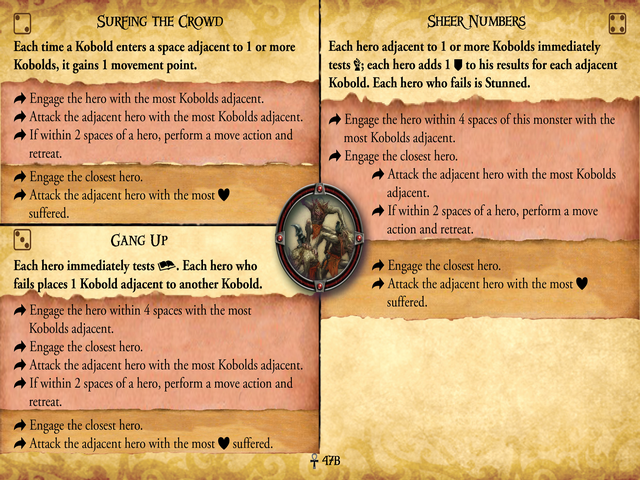 Surfing the Crowd
Each time a Kobold enters a space adjacent to 1 or more
Kobolds, it gains 1 movement point.
Engage the hero with the most Kobolds adjacent.
Attack the adjacent hero with the most Kobolds adjacent.
If within 2 spaces of a hero, perform a move action and
retreat.
Engage the closest hero.
Attack the adjacent hero with the most
suffered.
Gang Up
Each hero immediately tests . Each hero who
fails places 1 Kobold adjacent to another Kobold.
Engage the hero within 4 spaces with the most
Kobolds adjacent.
Engage the closest hero.
Attack the adjacent hero with the most Kobolds adjacent.
If within 2 spaces of a hero, perform a move action and
retreat.
Engage the closest hero.
Attack the adjacent hero with the most suffered.
Sheer Numbers
Each hero adjacent to 1 or more Kobolds immediately
tests ; each hero adds 1 to his results for each adjacent
Kobold. Each hero who fails is Stunned.
Engage the hero within 4 spaces of this monster with the
most Kobolds adjacent.
Engage the closest hero.
Attack the adjacent hero with the most Kobolds
adjacent.
If within 2 spaces of a hero, perform a move
action and retreat.
Engage the closest hero.
Attack the adjacent hero with the most
suffered.
47B